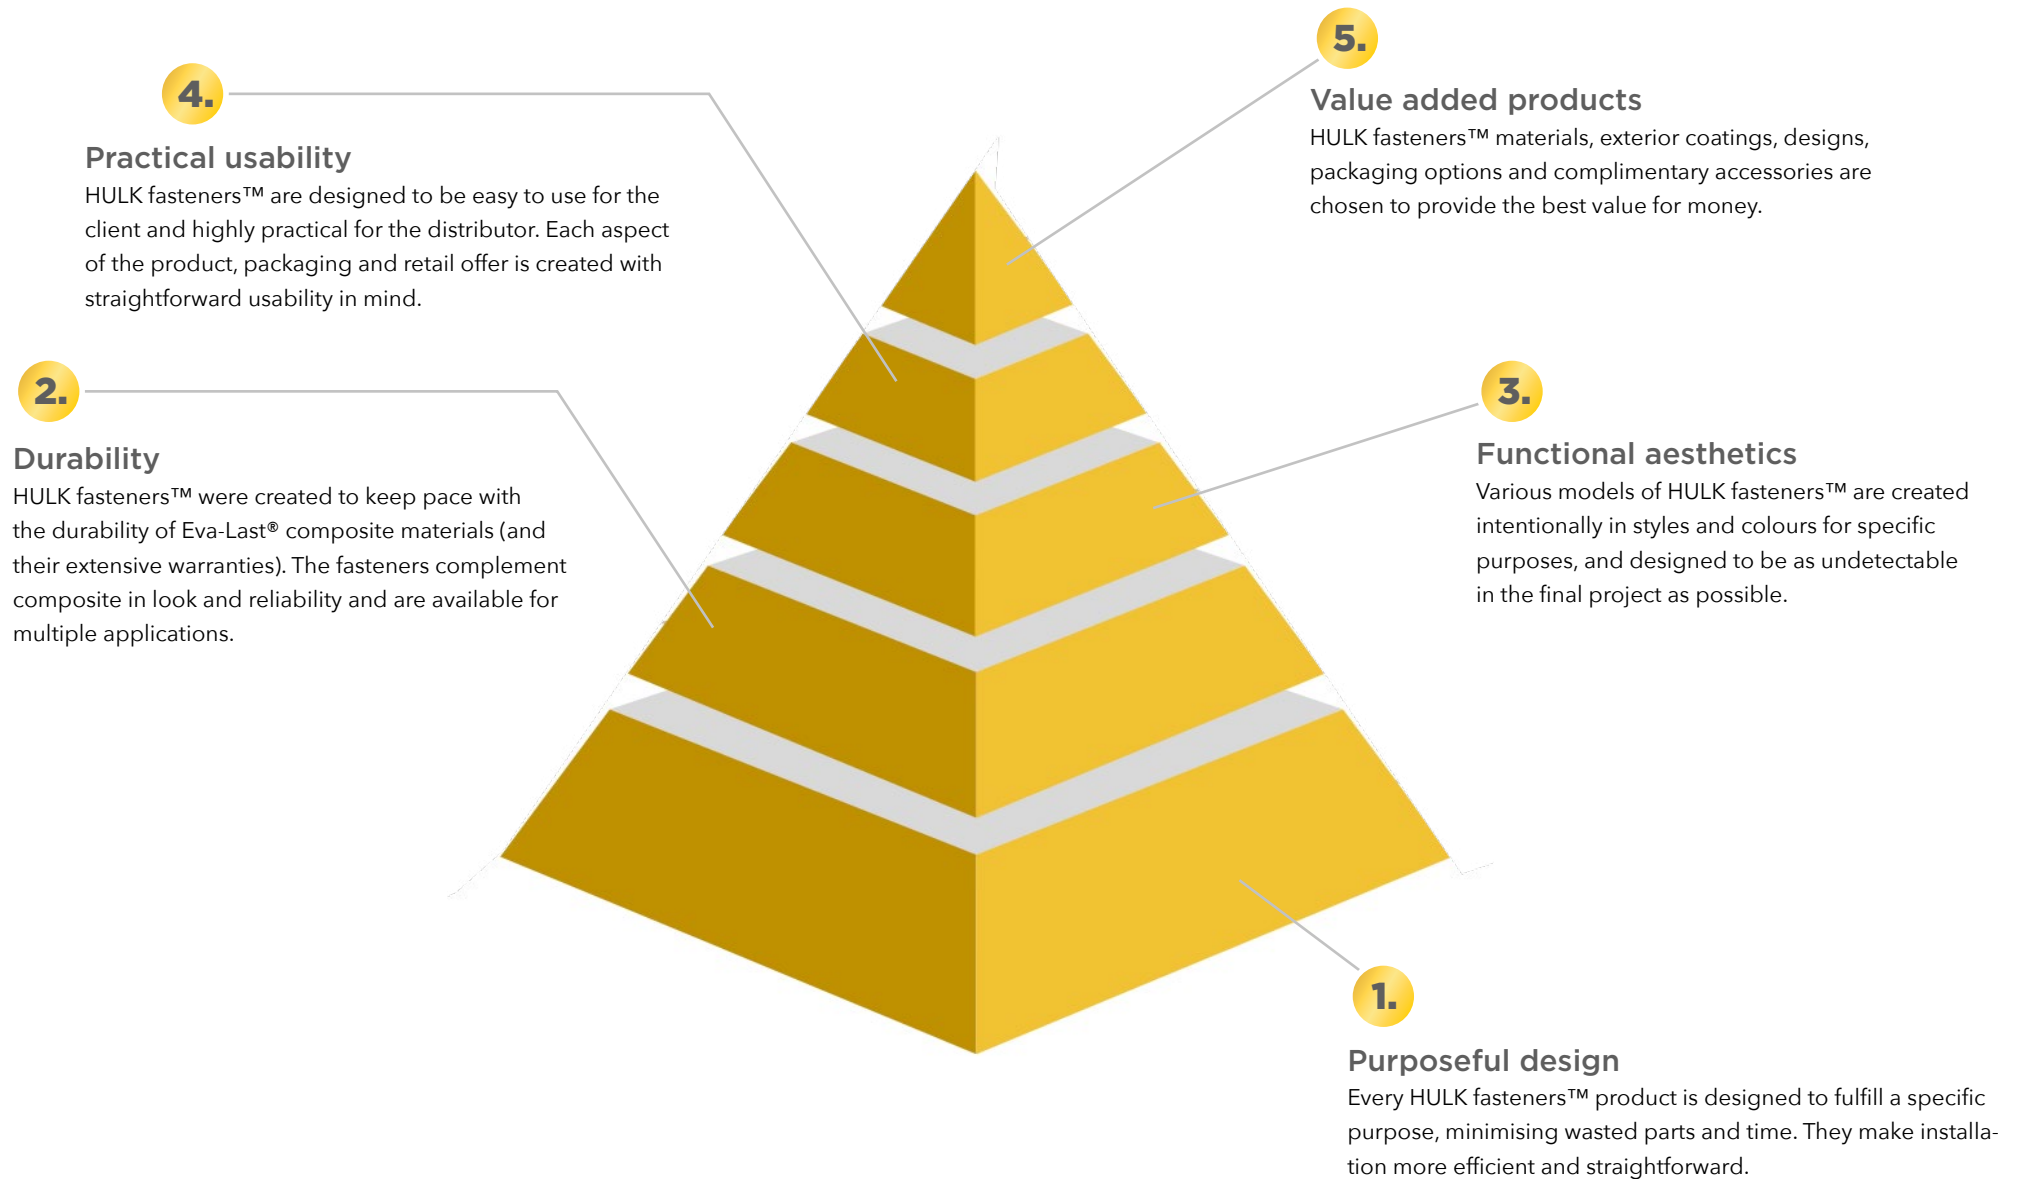 5.
Value added products
HULK fasteners™ materials, exterior coatings, designs,
packaging options and complimentary accessories are
chosen to provide the best value for money.
4.
Practical usability
HULK fasteners™ are designed to be easy to use for the
client and highly practical for the distributor. Each aspect
of the product, packaging and retail offer is created with
straightforward usability in mind.
2.
Durability
HULK fasteners™ were created to keep pace with
the durability of Eva-Last® composite materials (and
their extensive warranties). The fasteners complement
composite in look and reliability and are available for
multiple applications.
3.
Functional aesthetics
Various models of HULK fasteners™ are created
intentionally in styles and colours for specific
purposes, and designed to be as undetectable
in the final project as possible.
1.
Purposeful design
Every HULK fasteners™ product is designed to fulfill a specific
purpose, minimising wasted parts and time. They make installa-
tion more efficient and straightforward.